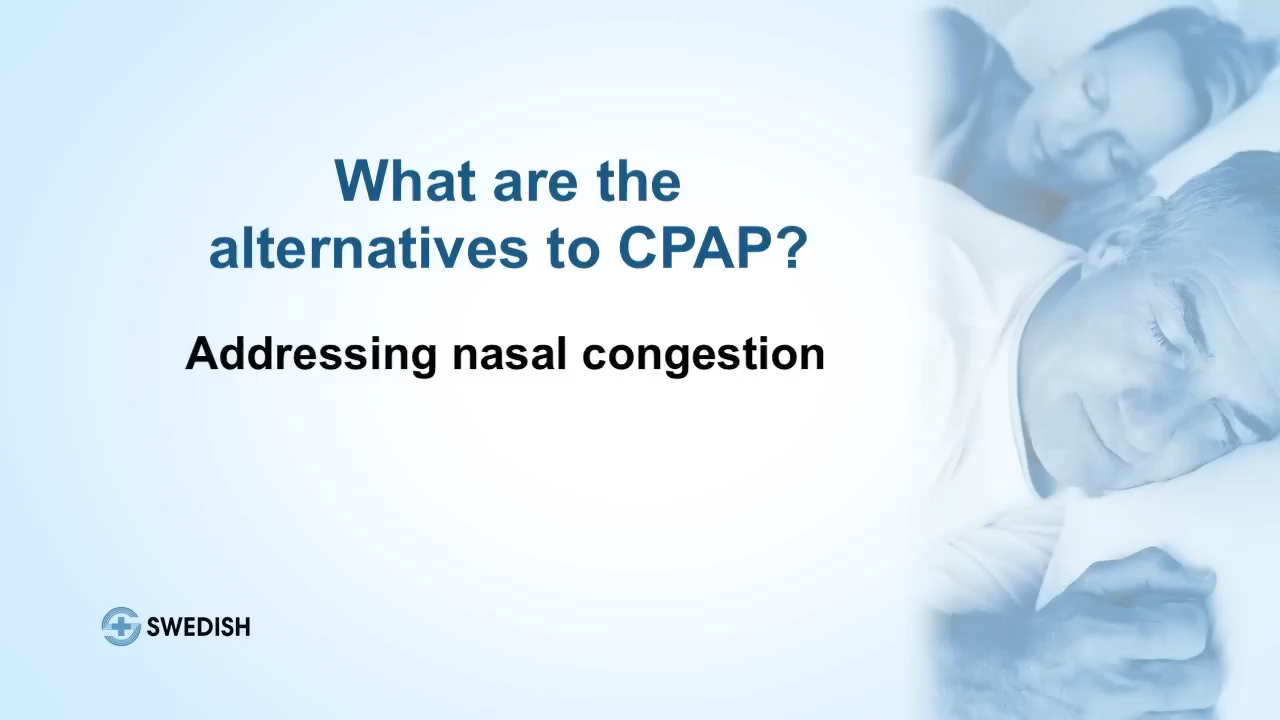 What are the
alternatives to CPAP?
Addressing nasal congestion
SWEDISH